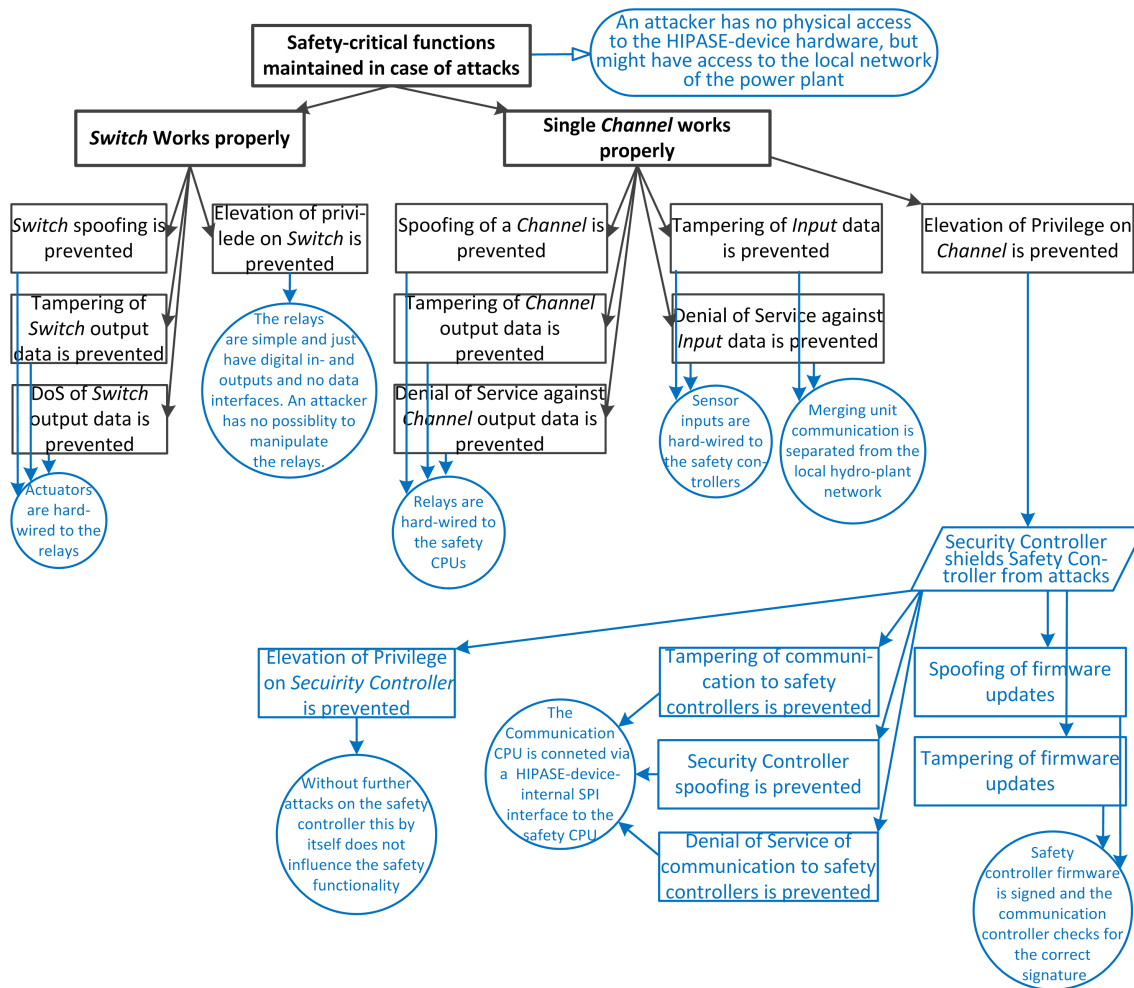 Safety-critical functions
maintained in case of attacks
An attacker has no physical access
to the HIPASE-device hardware, but
might have access to the local network
of the power plant
Switch Works properly
Single Channel works
properly
Switch spoofing is
prevented
Elevation of privi-
lede on Switch is
prevented
Spoofing of a Channel is
prevented
Tampering of Input data
is prevented
Elevation of Privilege on
Channel is prevented
Tampering of
Switch output
data is prevented
Tampering of Channel
output data is
prevented
Denial of Service against
Input data is prevented
The relays
are simple and just
have digital in- and
outputs and no data
interfaces. An attacker
has no possiblity to
manipulate
the relays.
DoS of Switch
output data is
prevented
Denial of Service against
Channel output data is
prevented
Sensor
inputs are
hard-wired to
the safety con-
trollers
Merging unit
communication is
separated from the
local hydro-plant
network
Actuators
are hard-
wired to the
relays
Relays are
hard-wired to
the safety
CPUs
Security Controller
shields Safety Con-
troller from attacks
Elevation of Privilege
on Secuirity Controller
is prevented
Tampering of communi-
cation to safety
controllers is prevented
Spoofing of firmware
updates
The
Communication
CPU is conneted via
a HIPASE-device-
internal SPI
interface to the
safety CPU
Security Controller
spoofing is prevented
Tampering of firmware
updates
Without further
attacks on the safety
controller this by
itself does not
influence the safety
functionality
Denial of Service of
communication to safety
controllers is prevented
Safety
controller firmware
is signed and the
communication
controller checks for
the correct
signature